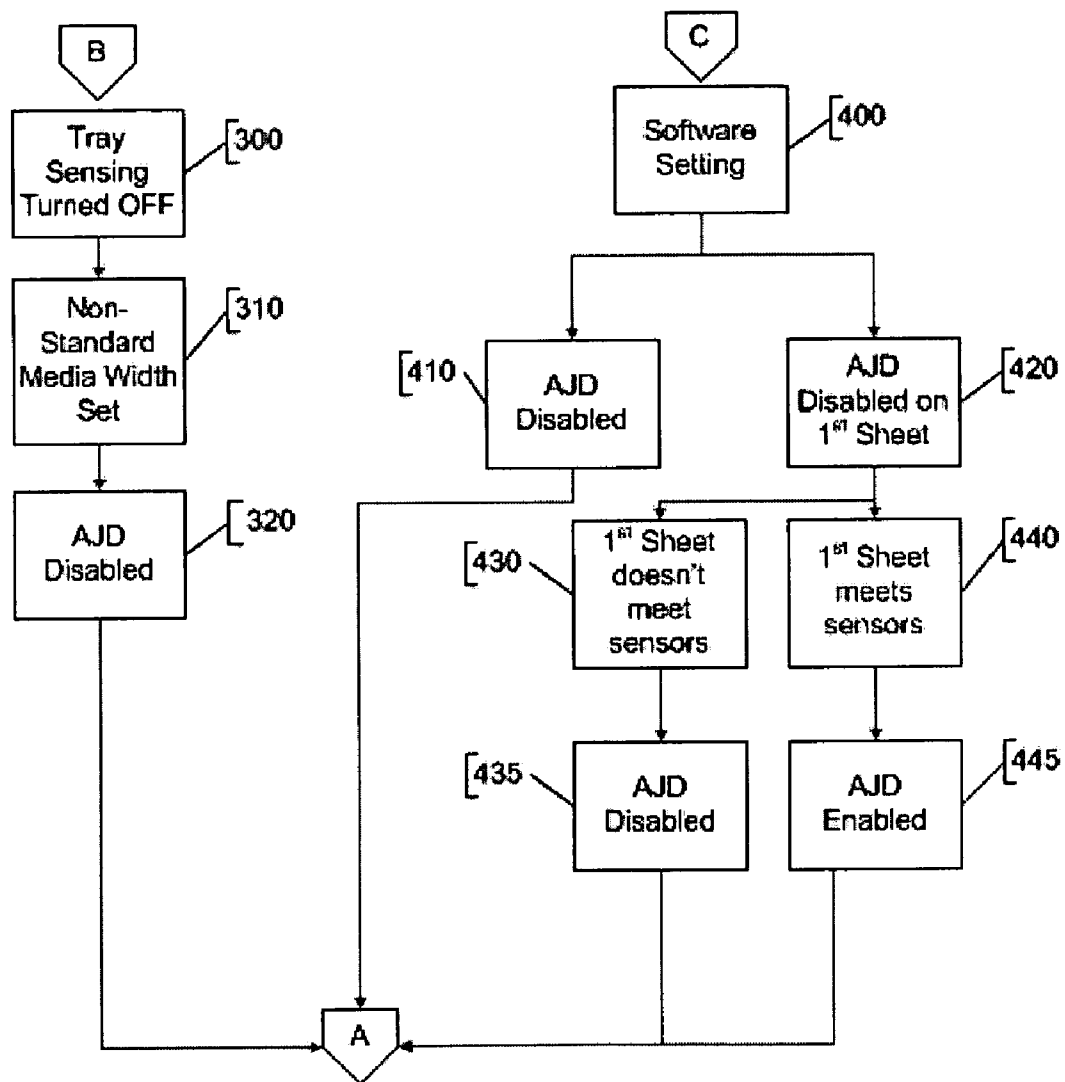 B
Tray
Sensing
Turned OFF
300
Non-
Standard
Media Width
Set
310
AJD
Disabled
320
C
Software
Setting
400
410
AJD
Disabled
AJD
Disabled on
1st Sheet
420
430
1st Sheet
doesn't
meet
sensors
1st Sheet
meets
sensors
440
435
AJD
Disabled
AJD
Enabled
445
A